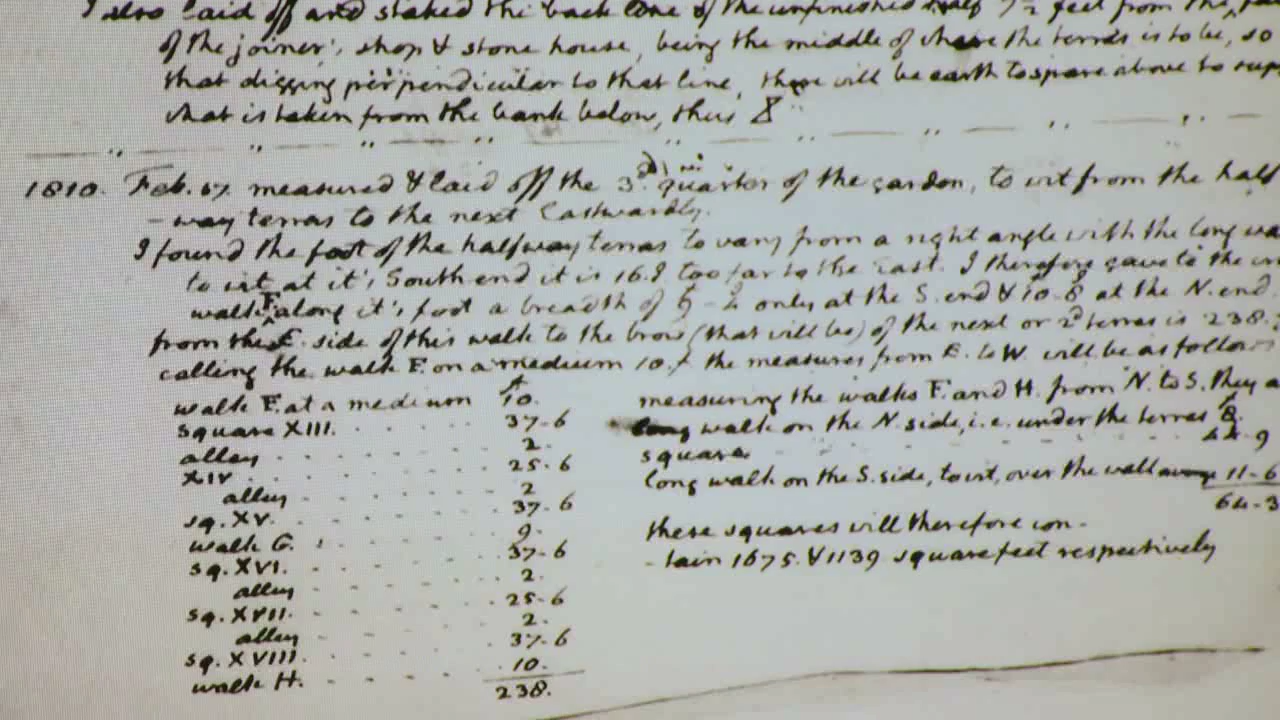 I also laid off and staked the back line of the unfinished half 7½ feet from the
of the joiner's shop & stone house, being the middle of where the terras is to be, so
that digging perpendicular to that line, there will be earth to spare above to
what is taken from the bank below, thus
1810. Feb. 17. measured & laid off the 3d. quarter of the garden, to wit from the half
-way terras to the next Eastwardly.
I found the foot of the halfway terras to vary from a right angle with the long
to wit at it's South end it is 16.I too far to the East. I therefore gave to the
walk F. along it's foot a breadth of only at the S. end & 10-8 at the N. end.
from the E. side of this walk to the brow (that will be) of the next or 2d terras is 238.
calling the walk F. on a medium 10.f the measures from E. to W. will be as follows
walk F. at a medium 10.
square XIII. 37-6
alley 2.
XIV 25-6
alley 2
sq. XV. 37-6
walk G. 9.
sq. XVI. 37-6
alley 2.
sq. XVII. 25-6
alley 2.
sq. XVIII. 37-6
walk H. 10.
238.
measuring the walks F. and H. from N. to S. they
long walk on the N. side, i.e. under the terras 8.
square 44-9
long walk on the S. side, to wit, over the wall 11-6
64-3
these squares will therefore con-
-tain 1675. & 1139 square feet respectively